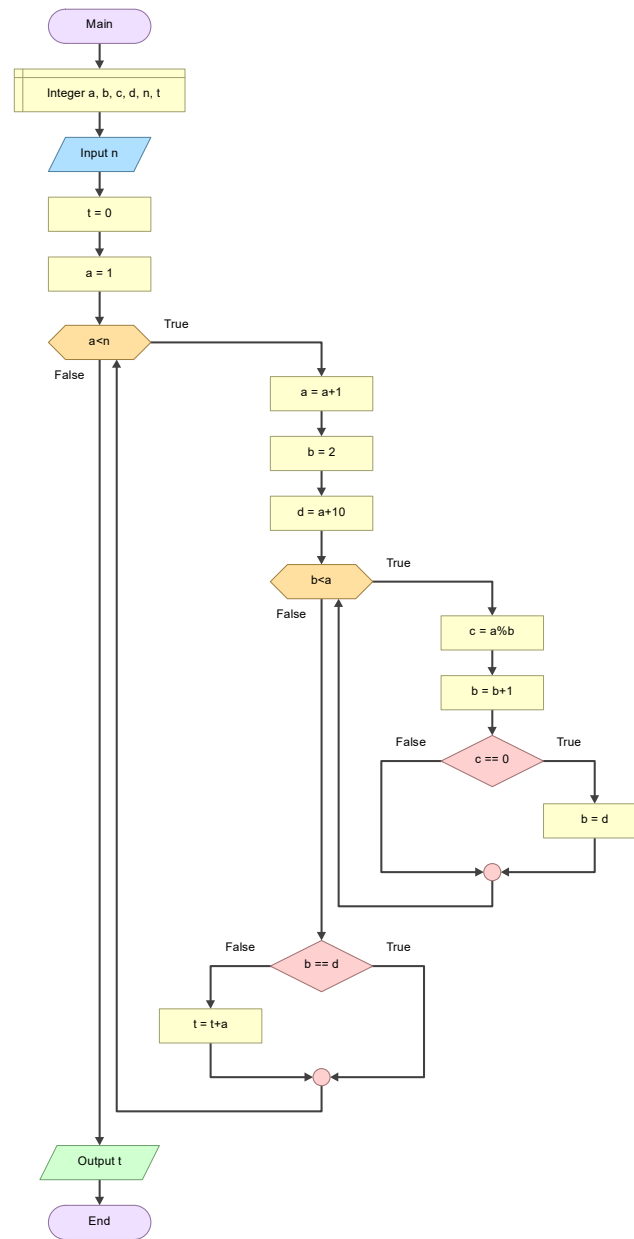 Main
Integer a, b, c, d, n, t
Input n
t = 0
a = 1
a<n
True
False
a = a+1
b = 2
d = a+10
b<a
True
False
c = a%b
b = b+1
c == 0
False
True
b = d
b == d
False
True
t = t+a
Output t
End